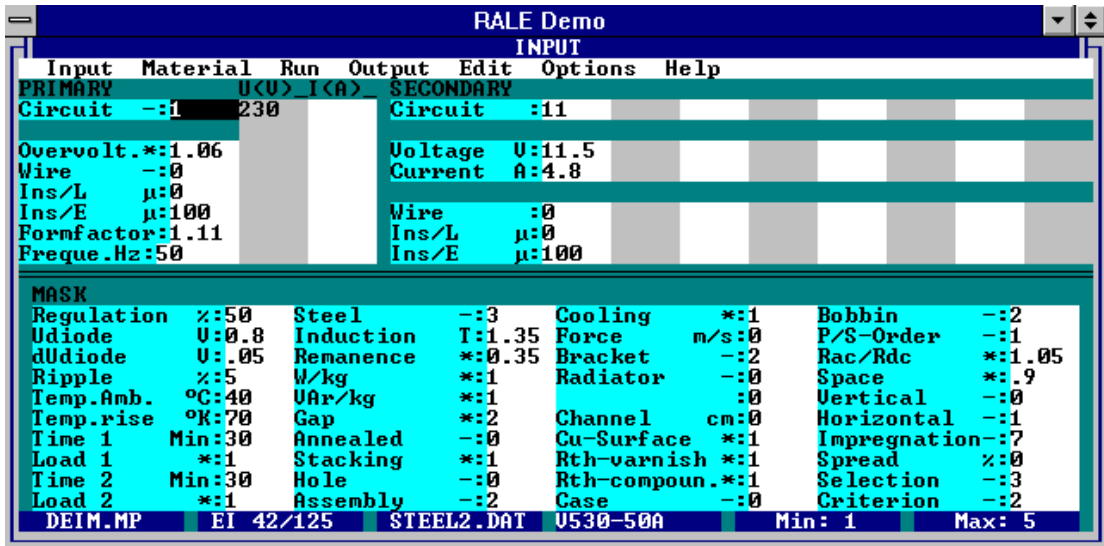 RALE Demo
INPUT
Input Material Run Output Edit Options Help
PRIMARY U(V)_I(A)_ SECONDARY
Circuit -:1 230 Circuit :11
Overvolt.*:1.06 Voltage V:11.5
Wire -:0 Current A:4.8
Ins/L µ:0
Ins/E µ:100 Wire :0
Formfactor:1.11 Ins/L µ:0
Freque.Hz:50 Ins/E µ:100
MASK
Regulation %:50 Steel -:3 Cooling *:1 Bobbin -:2
Udiode V:0.8 Induction T:1.35 Force m/s:0 P/S-Order -:1
dUdiode V:.05 Remanence *:0.35 Bracket -:2 Rac/Rdc *:1.05
Ripple %:5 W/kg *:1 Radiator -:0 Space *:.9
Temp.Amb. ºC:40 VAr/kg *:1 :0 Vertical -:0
Temp.rise ºK:70 Gap *:2 Channel cm:0 Horizontal -:1
Time 1 Min:30 Annealed -:0 Cu-Surface *:1 Impregnation-:7
Load 1 *:1 Stacking *:1 Rth-varnish *:1 Spread %:0
Time 2 Min:30 Hole -:0 Rth-compoun.*:1 Selection -:3
Load 2 *:1 Assembly -:2 Case -:0 Criterion -:2
DEIM.MP EI 42/125 STEEL2.DAT V530-50A Min: 1 Max: 5